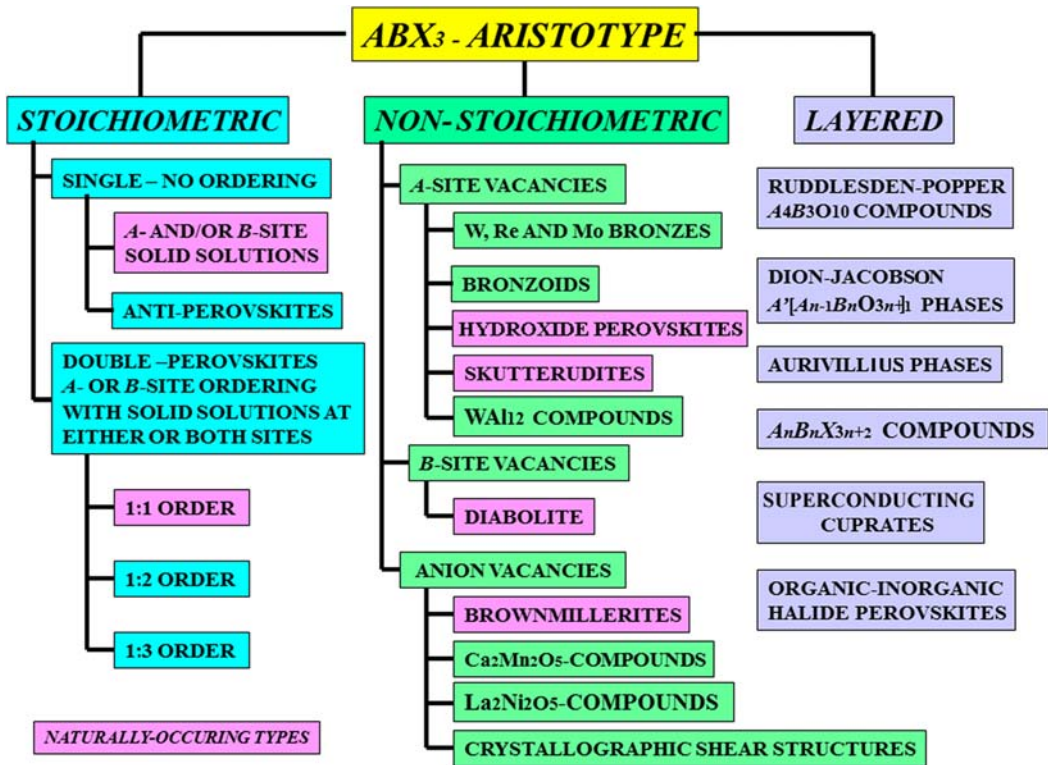 ABX3 - ARISTOTYPE
STOICHIOMETRIC
SINGLE – NO ORDERING
A- AND/OR B-SITE
SOLID SOLUTIONS
ANTI-PEROVSKITES
DOUBLE –PEROVSKITES
A- OR B-SITE ORDERING
WITH SOLID SOLUTIONS AT
EITHER OR BOTH SITES
1:1 ORDER
1:2 ORDER
1:3 ORDER
NATURALLY-OCCURING TYPES
NON- STOICHIOMETRIC
A-SITE VACANCIES
W, Re AND Mo BRONZES
BRONZOIDS
HYDROXIDE PEROVSKITES
SKUTTERUDITES
WAl12 COMPOUNDS
B-SITE VACANCIES
DIABOLITE
ANION VACANCIES
BROWNMILLERITES
Ca2Mn2O5-COMPOUNDS
La2Ni2O5-COMPOUNDS
CRYSTALLOGRAPHIC SHEAR STRUCTURES
LAYERED
RUDDLESDEN-POPPER
A4B3O10 COMPOUNDS
DION-JACOBSON
A’[An-1BnO3n+]1 PHASES
AURIVILLIUS PHASES
AnBnX3n+2 COMPOUNDS
SUPERCONDUCTING
CUPRATES
ORGANIC-INORGANIC
HALIDE PEROVSKITES